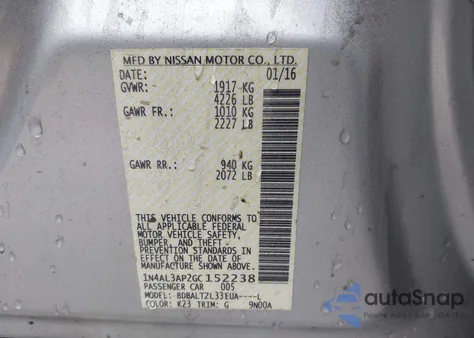 MFD BY NISSAN MOTOR CO., LTD.
DATE: 01/16
GVWR: 1917 KG
4226 LB
GAWR FR.: 1010 KG
2227 LB
GAWR RR.: 940 KG
2072 LB
THIS VEHICLE CONFORMS TO
ALL APPLICABLE FEDERAL
MOTOR VEHICLE SAFETY,
BUMPER, AND THEFT
PREVENTION STANDARDS
IN EFFECT ON THE DATE OF
MANUFACTURE SHOWN ABOVE.
1N4AL3AP2GC152238
PASSENGER CAR 005
MODEL: BDBALTZL33EUA----L
COLOR: K23 TRIM: G 9N00A
autoSnap